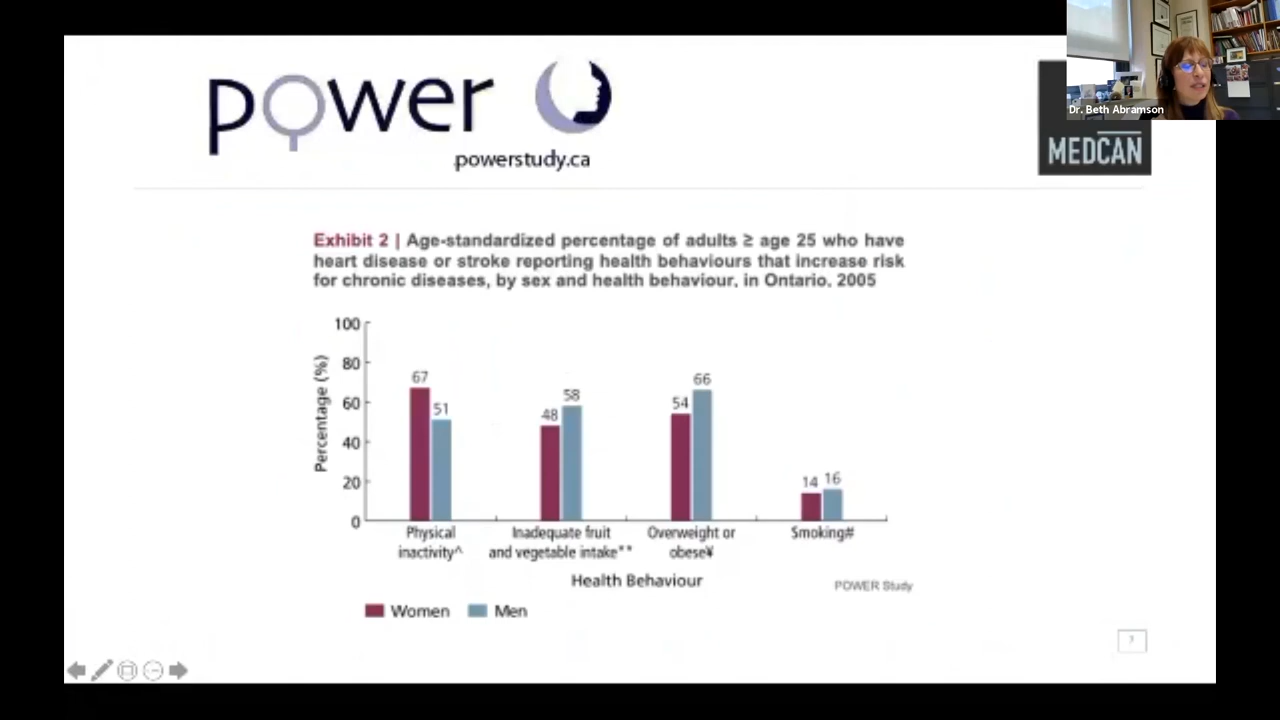 power
powerstudy.ca
Dr. Beth Abramson
MEDCAN
Exhibit 2 | Age-standardized percentage of adults ≥ age 25 who have
heart disease or stroke reporting health behaviours that increase risk
for chronic diseases, by sex and health behaviour, in Ontario, 2005
Percentage (%)
100
80
60
40
20
0
67
51
48
58
54
66
14
16
Physical
inactivity^
Inadequate fruit
and vegetable intake**
Overweight or
obese¥
Smoking#
Health Behaviour
POWER Study
Women
Men